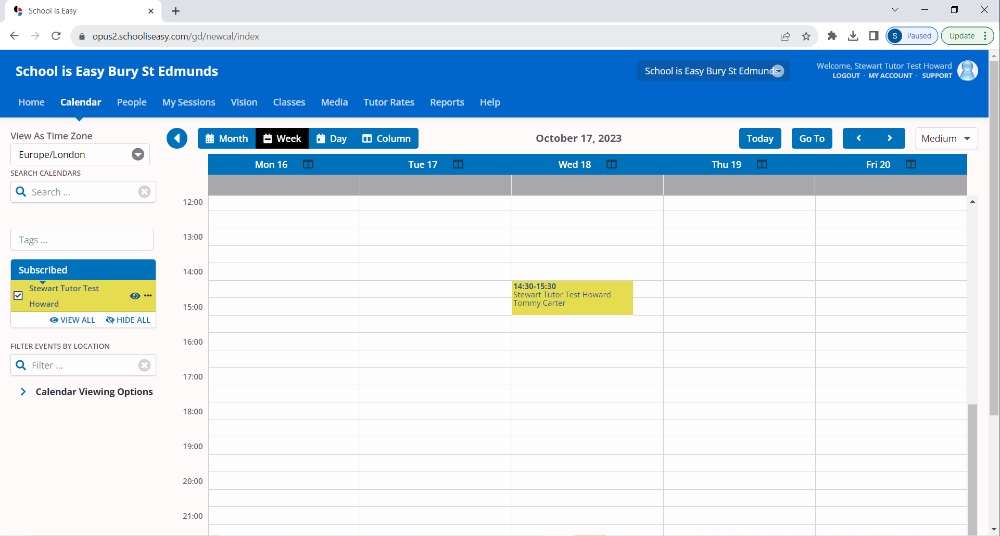 School Is Easy
opus2.schooliseasy.com/gd/newcal/index
S Paused
Update
School is Easy Bury St Edmunds
School is Easy Bury St Edmunds
Welcome, Stewart Tutor Test Howard
LOGOUT · MY ACCOUNT · SUPPORT
Home Calendar People My Sessions Vision Classes Media Tutor Rates Reports Help
View As Time Zone
Europe/London
SEARCH CALENDARS
Search ...
Tags ...
Subscribed
Stewart Tutor Test
Howard
VIEW ALL HIDE ALL
FILTER EVENTS BY LOCATION
Filter ...
Calendar Viewing Options
Month Week Day Column
October 17, 2023
Today Go To Medium
Mon 16 Tue 17 Wed 18 Thu 19 Fri 20
12:00
13:00
14:00
14:30-15:30
Stewart Tutor Test Howard
Tommy Carter
15:00
16:00
17:00
18:00
19:00
20:00
21:00